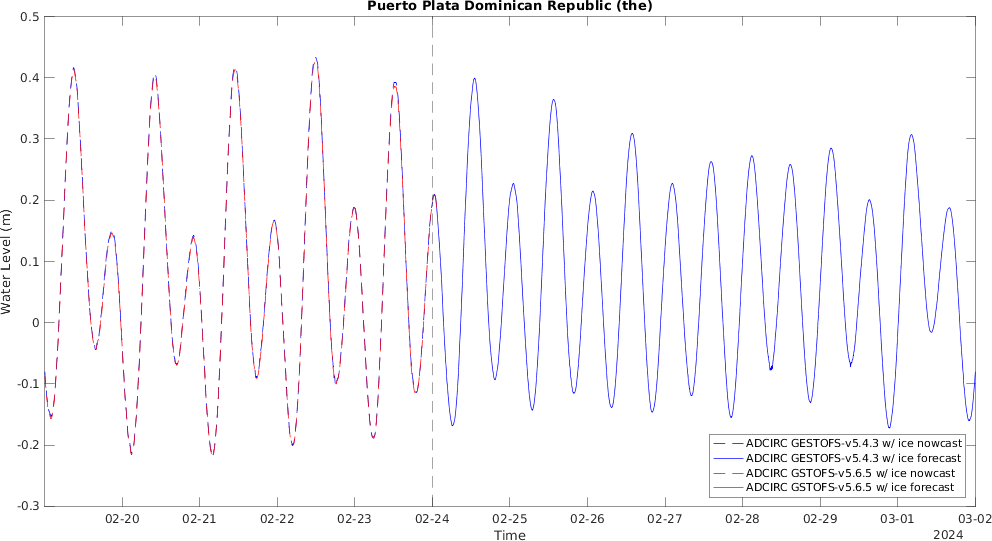 Puerto Plata Dominican Republic (the)
0.5
0.4
0.3
0.2
0.1
0
-0.1
-0.2
-0.3
Water Level (m)
ADCIRC GESTOFS-v5.4.3 w/ ice nowcast
ADCIRC GESTOFS-v5.4.3 w/ ice forecast
ADCIRC GSTOFS-v5.6.5 w/ ice nowcast
ADCIRC GSTOFS-v5.6.5 w/ ice forecast
02-20 02-21 02-22 02-23 02-24 02-25 02-26 02-27 02-28 02-29 03-01 03-02
Time
2024